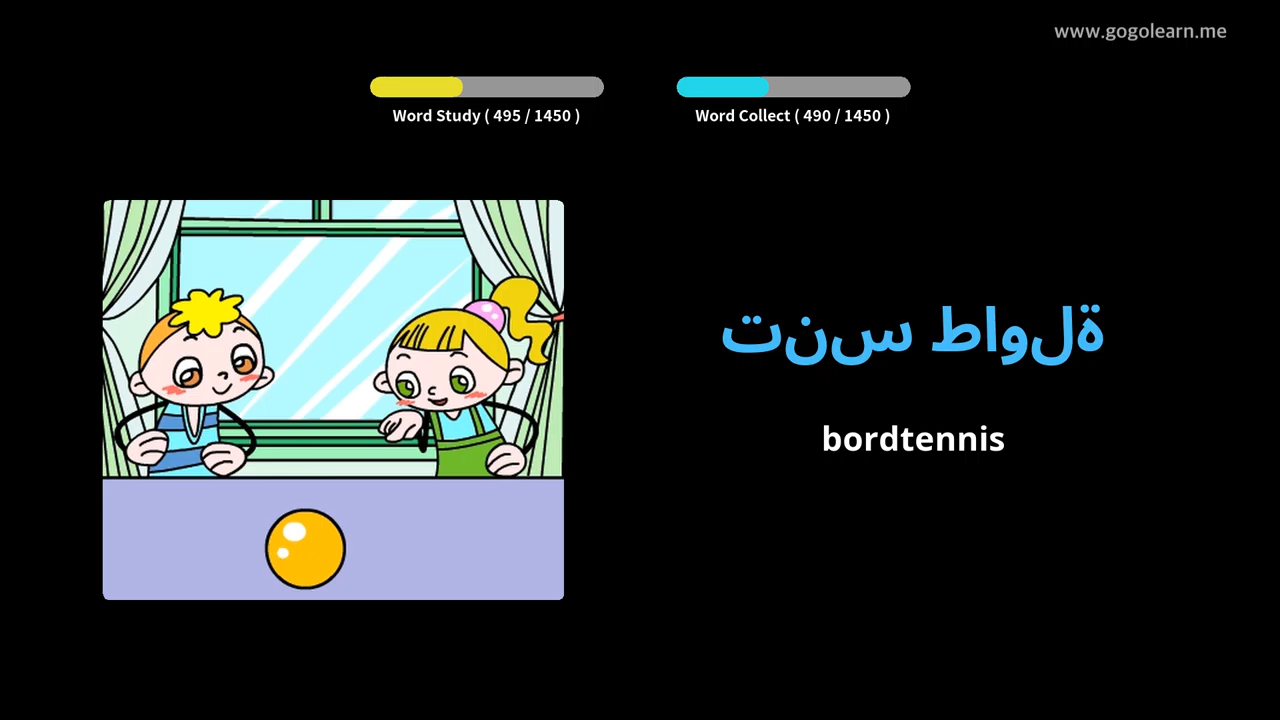 www.gogolearn.me
Word Study ( 495 / 1450 )
Word Collect ( 490 / 1450 )
تنس طاولة
bordtennis